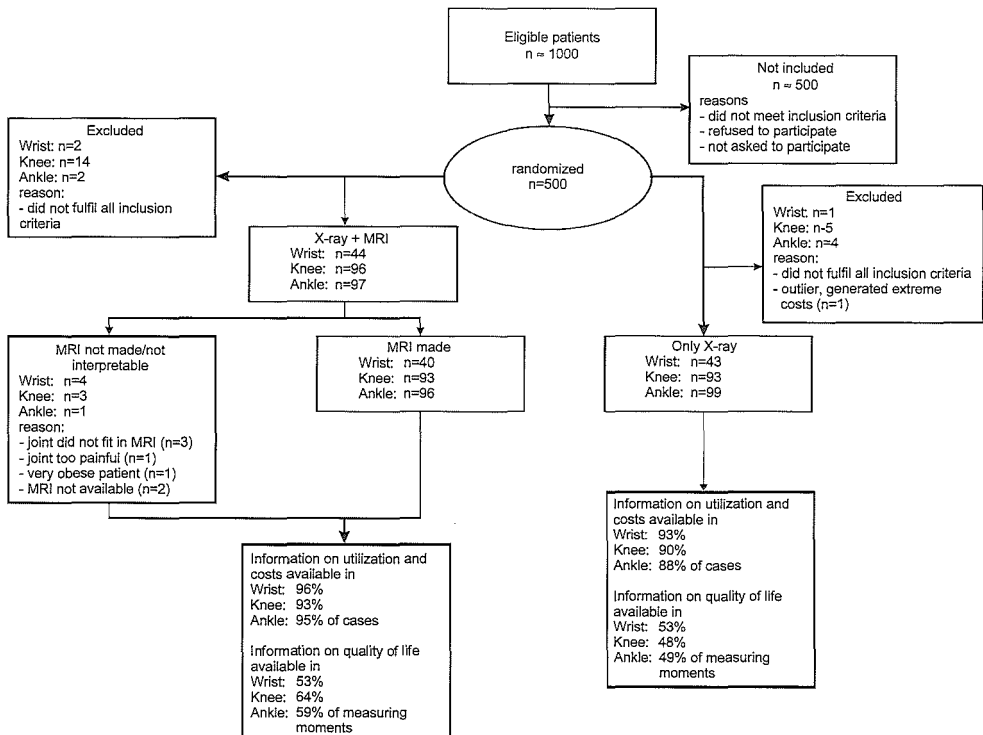 Eligible patients
n ≈ 1000
Not included
n ≈ 500
reasons
- did not meet inclusion criteria
- refused to participate
- not asked to participate
Excluded
Wrist: n=2
Knee: n=14
Ankle: n=2
reason:
- did not fulfil all inclusion
criteria
randomized
n=500
Excluded
Wrist: n=1
Knee: n-5
Ankle: n=4
reason:
- did not fulfil all inclusion criteria
- outlier, generated extreme
costs (n=1)
X-ray + MRI
Wrist: n=44
Knee: n=96
Ankle: n=97
MRI not made/not
interpretable
Wrist: n=4
Knee: n=3
Ankle: n=1
reason:
- joint did not fit in MRI (n=3)
- joint too painful (n=1)
- very obese patient (n=1)
- MRI not available (n=2)
MRI made
Wrist: n=40
Knee: n=93
Ankle: n=96
Only X-ray
Wrist: n=43
Knee: n=93
Ankle: n=99
Information on utilization and
costs available in
Wrist: 96%
Knee: 93%
Ankle: 95% of cases
Information on quality of life
available in
Wrist: 53%
Knee: 64%
Ankle: 59% of measuring
moments
Information on utilization and
costs available in
Wrist: 93%
Knee: 90%
Ankle: 88% of cases
Information on quality of life
available in
Wrist: 53%
Knee: 48%
Ankle: 49% of measuring
moments